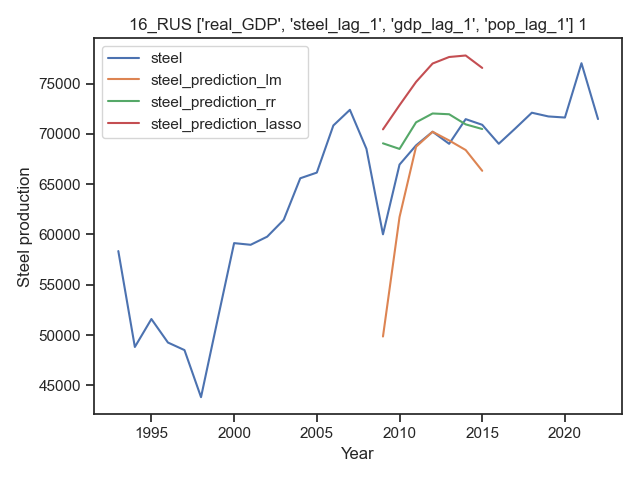 16_RUS ['real_GDP', 'steel_lag_1', 'gdp_lag_1', 'pop_lag_1'] 1
steel
steel_prediction_lm
steel_prediction_rr
steel_prediction_lasso
75000
70000
65000
60000
55000
50000
45000
Steel production
1995
2000
2005
2010
2015
2020
Year